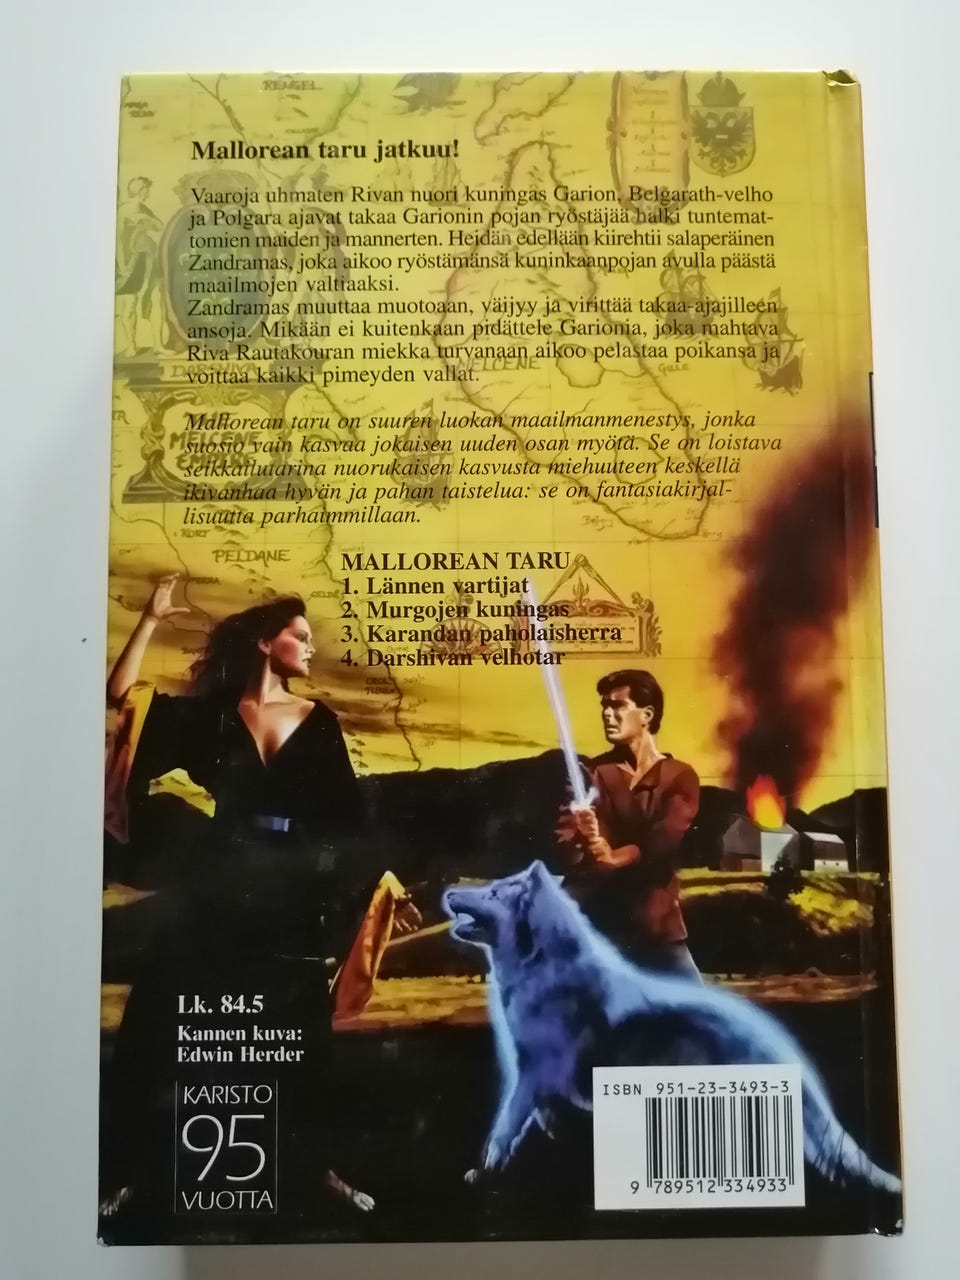 RENGEL
Mallorean taru jatkuu!
Vaaroja uhmaten Rivan nuori kuningas Garion, Belgarath-velho
ja Polgara ajavat takaa Garionin pojan ryöstäjää halki tuntemat-
tomien maiden ja mannerten. Heidän edellään kiirehtii salaperäinen
Zandramas, joka aikoo ryöstämänsä kuninkaanpojan avulla päästä
maailmojen valtiaaksi.
Zandramas muuttaa muotoaan, väijyy ja virittää takaa-ajajilleen
ansoja. Mikään ei kuitenkaan pidättele Garionia, joka mahtava
Riva Rautakouran miekka turvanaan aikoo pelastaa poikansa ja
voittaa kaikki pimeyden vallat.
MELCENE
GULLE
DARSHIVA
MELCENE
Mallorean taru on suuren luokan maailmanmenestys, jonka
suosio vain kasvaa jokaisen uuden osan myötä. Se on loistava
seikkailutarina nuorukaisen kasvusta miehuuteen keskellä
ikivanhaa hyvän ja pahan taistelua: se on fantasiakirjal-
lisuutta parhaimmillaan.
PELDANE
MALLOREAN TARU
1. Lännen vartijat
2. Murgojen kuningas
3. Karandan paholaisherra
4. Darshivan velhotar
Lk. 84.5
Kannen kuva:
Edwin Herder
KARISTO
95
VUOTTA
ISBN 951-23-3493-3
9 789512 334933